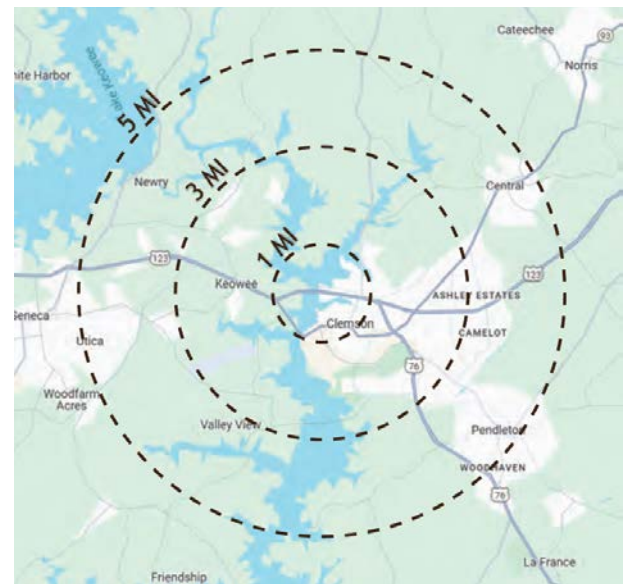 Cateechee
93
ite Harbor
Lake Keowee
Norris
5 MI
3 MI
Newry
Central
1 MI
123
Keowee
123
ASHLEY ESTATES
Seneca
Clemson
Utica
CAMELOT
76
Woodfarm
Acres
Valley View
Pendleton
WOODHAVEN
76
La France
Friendship